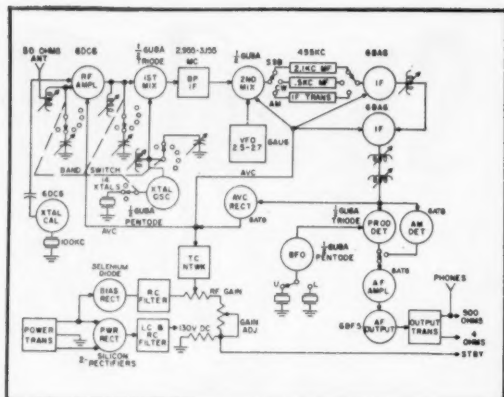 50 OHMS
ANT
6DC6
RF
AMPL
1/2 6U8A
TRIODE
1ST
MIX
2.955-3.155
MC
BP
IF
1/2 6U8A
2ND
MIX
SSB
CW
AM
455KC
2.1KC MF
.5KC MF
IF TRANS
6BA6
IF
6BA6
IF
VFO
2.5-2.7
6AU6
AVC
BAND SWITCH
14
XTALS
XTAL
OSC
1/2 6U8A
PENTODE
6DC6
XTAL
CAL
100KC
AVC
AVC
RECT
6AT6
1/2 6U8A
TRIODE
PROD
DET
6AT6
AM
DET
TC
NTWK
BFO
1/2 6U8A
PENTODE
U
L
6AT6
AF
AMPL
SELENIUM
DIODE
BIAS
RECT
RC
FILTER
RF GAIN
GAIN
ADJ
PHONES
POWER
TRANS
PWR
RECT
LC &
RC
FILTER
130V DC
2-SILICON
RECTIFIERS
6BF5
AF
OUTPUT
OUTPUT
TRANS
500
OHMS
4
OHMS
STBY